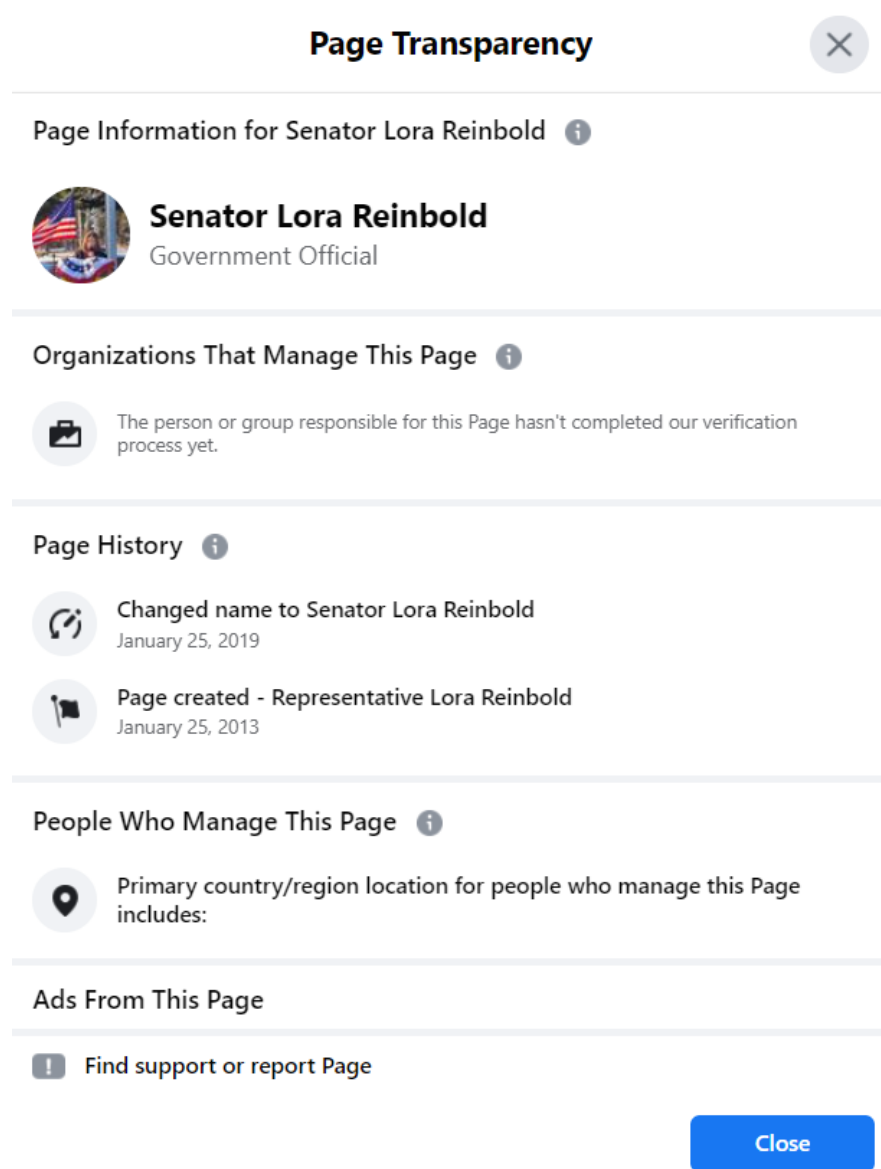 Page Transparency
Page Information for Senator Lora Reinbold
Senator Lora Reinbold
Government Official
Organizations That Manage This Page
The person or group responsible for this Page hasn't completed our verification
process yet.
Page History
Changed name to Senator Lora Reinbold
January 25, 2019
Page created - Representative Lora Reinbold
January 25, 2013
People Who Manage This Page
Primary country/region location for people who manage this Page
includes:
Ads From This Page
Find support or report Page
Close